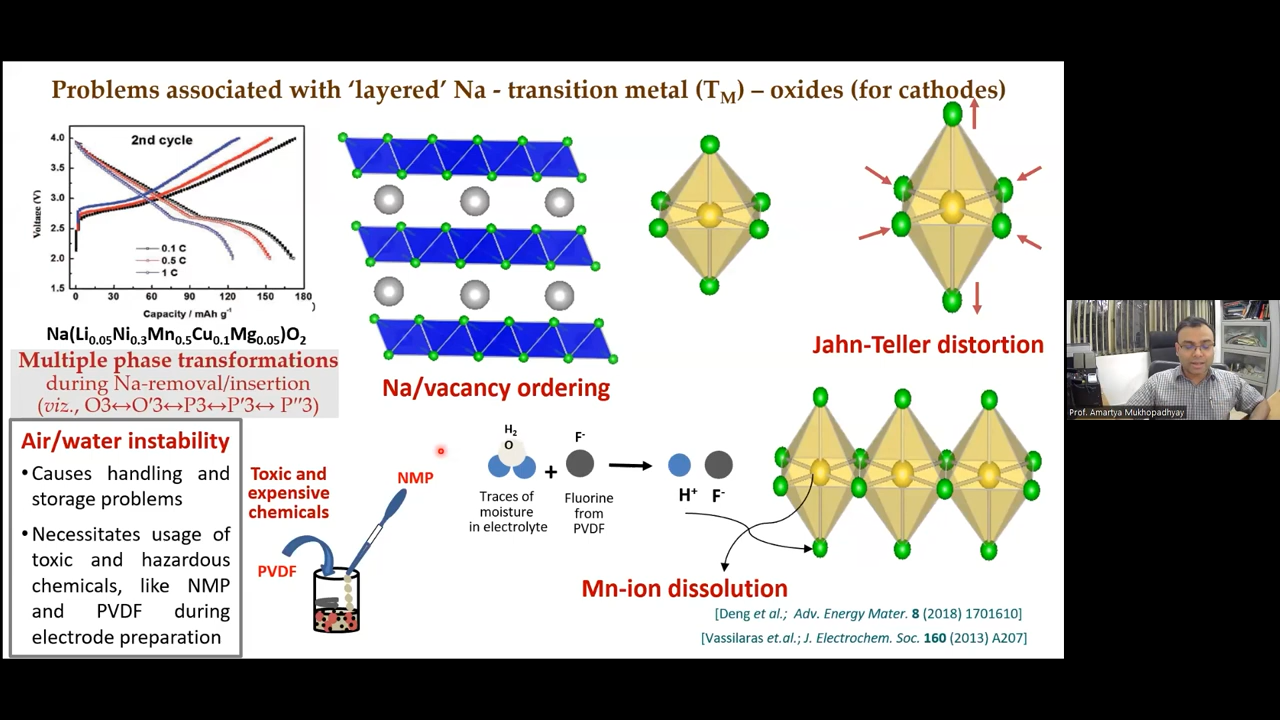 Problems associated with ‘layered’ Na - transition metal (TM) – oxides (for cathodes)
2nd cycle
4.0
3.5
3.0
2.5
2.0
1.5
Voltage (V)
0.1 C
0.5 C
1 C
0 30 60 90 120 150 180
Capacity / mAh g-1
Na(Li0.05Ni0.3Mn0.5Cu0.1Mg0.05)O2
Multiple phase transformations
during Na-removal/insertion
(viz., O3↔O′3↔P3↔P′3↔ P′′3)
Na/vacancy ordering
Jahn-Teller distortion
Air/water instability
•Causes handling and
storage problems
•Necessitates usage of
toxic and hazardous
chemicals, like NMP
and PVDF during
electrode preparation
Toxic and
expensive
chemicals
NMP
PVDF
H2
O
F-
+
Traces of
moisture
in electrolyte
Fluorine
from
PVDF
H+ F-
Mn-ion dissolution
[Deng et al.; Adv. Energy Mater. 8 (2018) 1701610]
[Vassilaras et.al.; J. Electrochem. Soc. 160 (2013) A207]
Prof. Amartya Mukhopadhyay